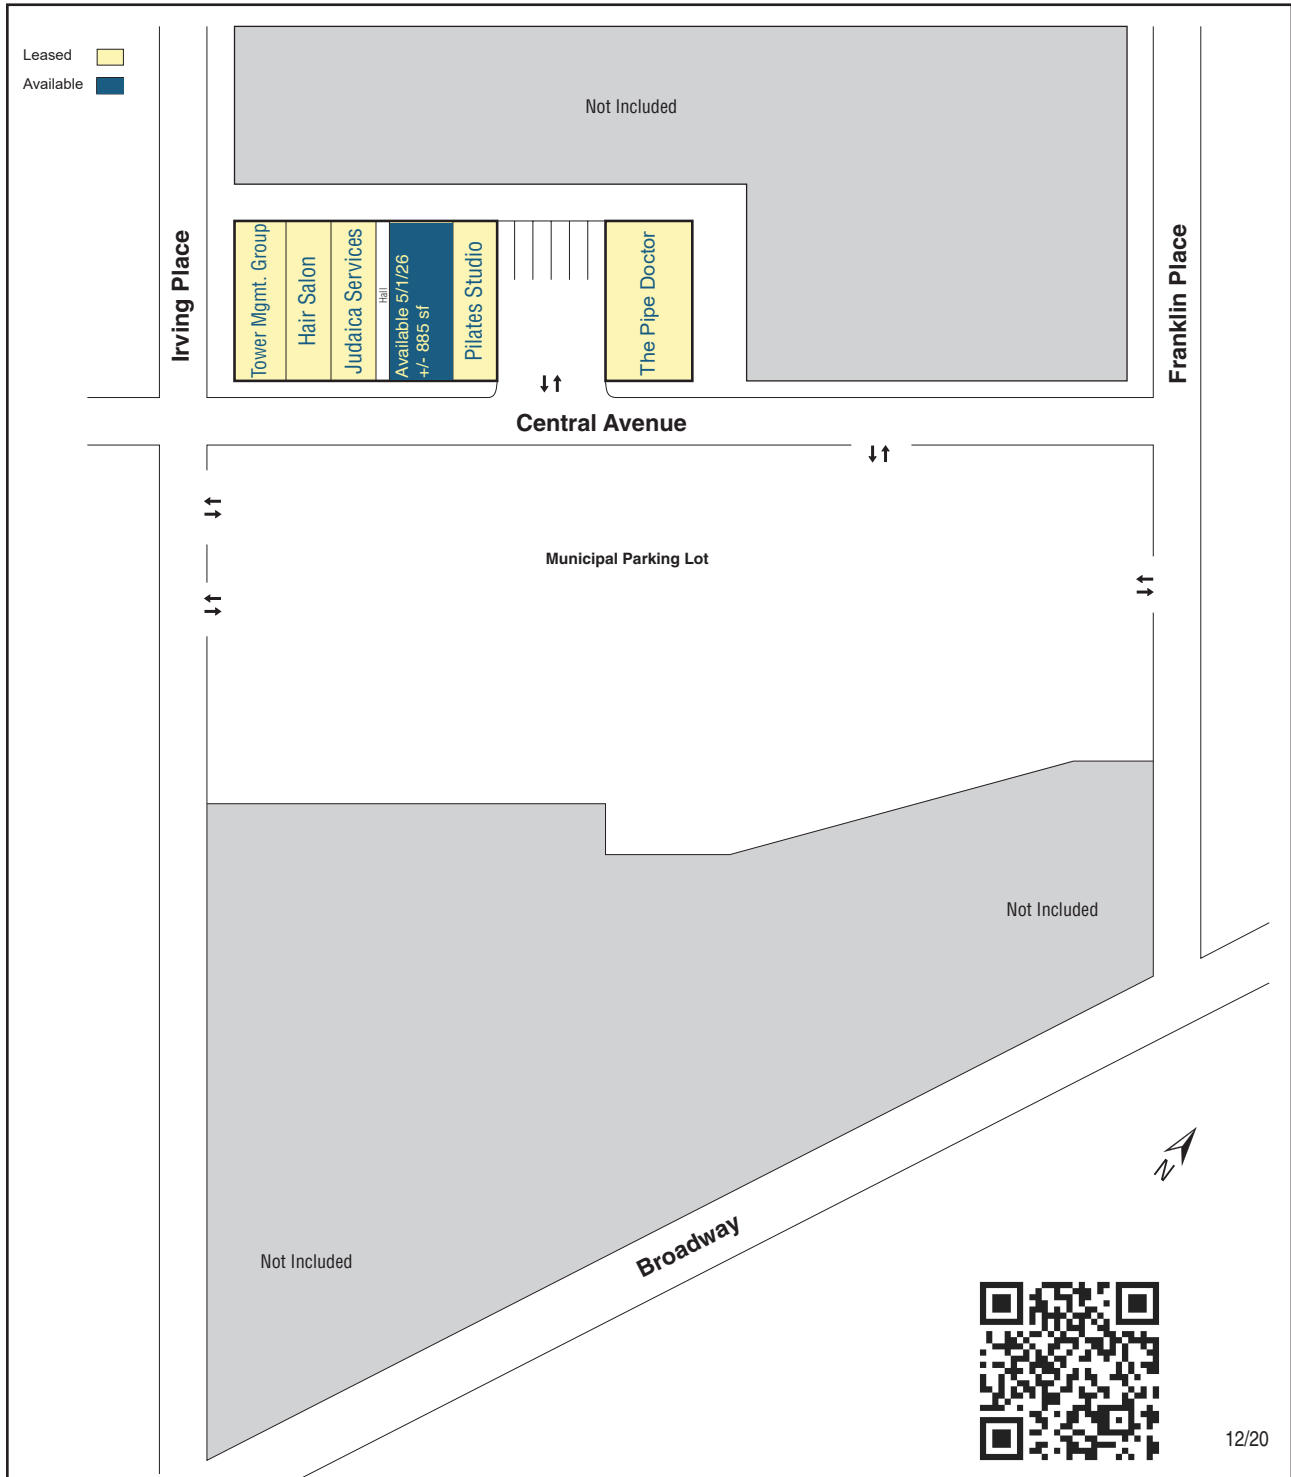 Leased
Available
Not Included
Irving Place
Tower Mgmt. Group
Hair Salon
Judaica Services
Hall
Available 5/1/26
+/- 885 sf
Pilates Studio
The Pipe Doctor
Franklin Place
Central Avenue
Municipal Parking Lot
Not Included
Not Included
Broadway
N
12/20